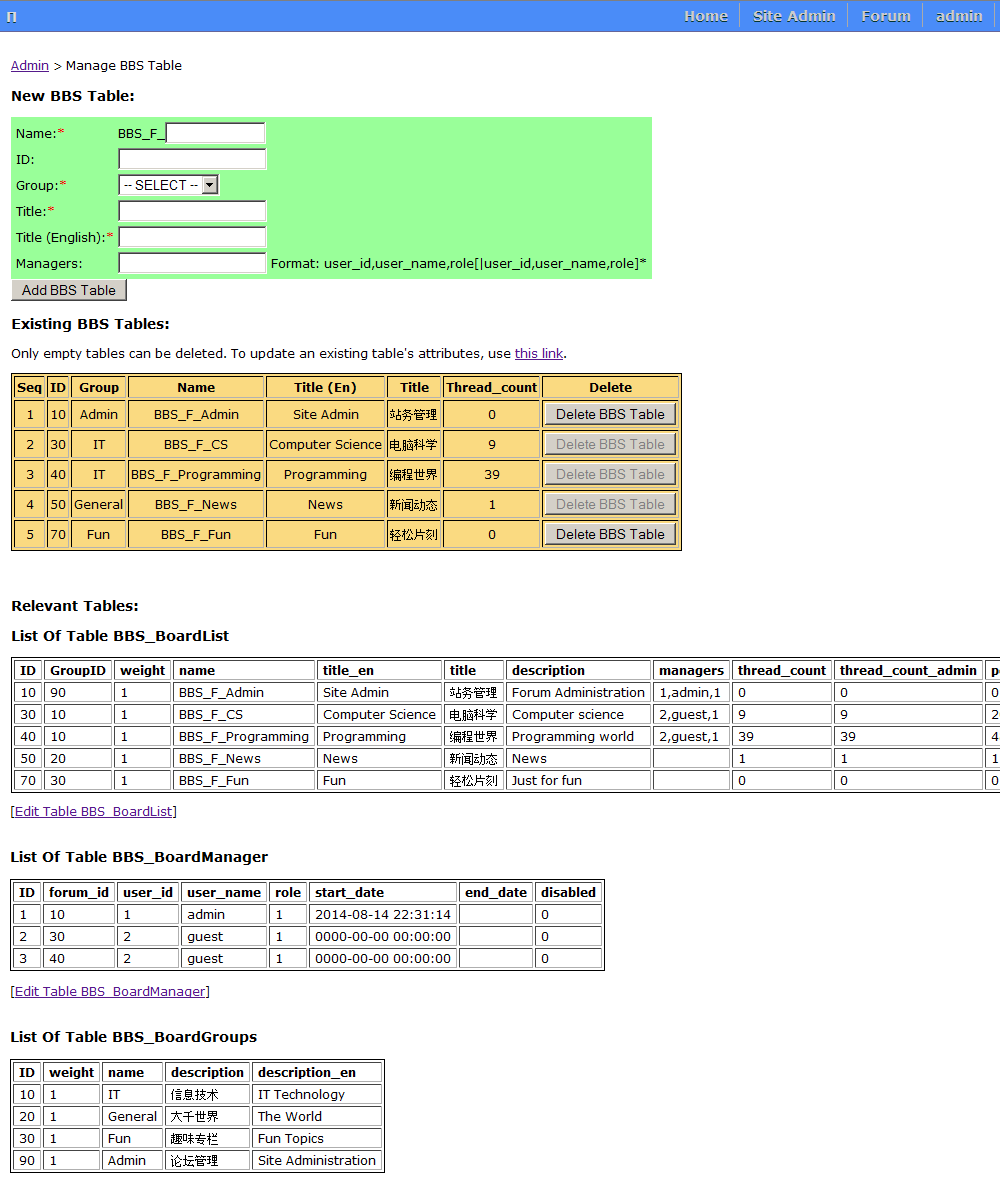 Π Home Site Admin Forum admin
Admin > Manage BBS Table
New BBS Table:
Name:* BBS_F_
ID:
Group:* -- SELECT --
Title:*
Title (English):*
Managers: Format: user_id,user_name,role[|user_id,user_name,role]*
Add BBS Table
Existing BBS Tables:
Only empty tables can be deleted. To update an existing table's attributes, use this link.
Seq ID Group Name Title (En) Title Thread_count Delete
1 10 Admin BBS_F_Admin Site Admin 站务管理 0 Delete BBS Table
2 30 IT BBS_F_CS Computer Science 电脑科学 9 Delete BBS Table
3 40 IT BBS_F_Programming Programming 编程世界 39 Delete BBS Table
4 50 General BBS_F_News News 新闻动态 1 Delete BBS Table
5 70 Fun BBS_F_Fun Fun 轻松片刻 0 Delete BBS Table
Relevant Tables:
List Of Table BBS_BoardList
ID GroupID weight name title_en title description managers thread_count thread_count_admin
10 90 1 BBS_F_Admin Site Admin 站务管理 Forum Administration 1,admin,1 0 0 0
30 10 1 BBS_F_CS Computer Science 电脑科学 Computer science 2,guest,1 9 9 2
40 10 1 BBS_F_Programming Programming 编程世界 Programming world 2,guest,1 39 39 4
50 20 1 BBS_F_News News 新闻动态 News 1 1 1
70 30 1 BBS_F_Fun Fun 轻松片刻 Just for fun 0 0 0
[Edit Table BBS_BoardList]
List Of Table BBS_BoardManager
ID forum_id user_id user_name role start_date end_date disabled
1 10 1 admin 1 2014-08-14 22:31:14 0
2 30 2 guest 1 0000-00-00 00:00:00 0
3 40 2 guest 1 0000-00-00 00:00:00 0
[Edit Table BBS_BoardManager]
List Of Table BBS_BoardGroups
ID weight name description description_en
10 1 IT 信息技术 IT Technology
20 1 General 大千世界 The World
30 1 Fun 趣味专栏 Fun Topics
90 1 Admin 论坛管理 Site Administration